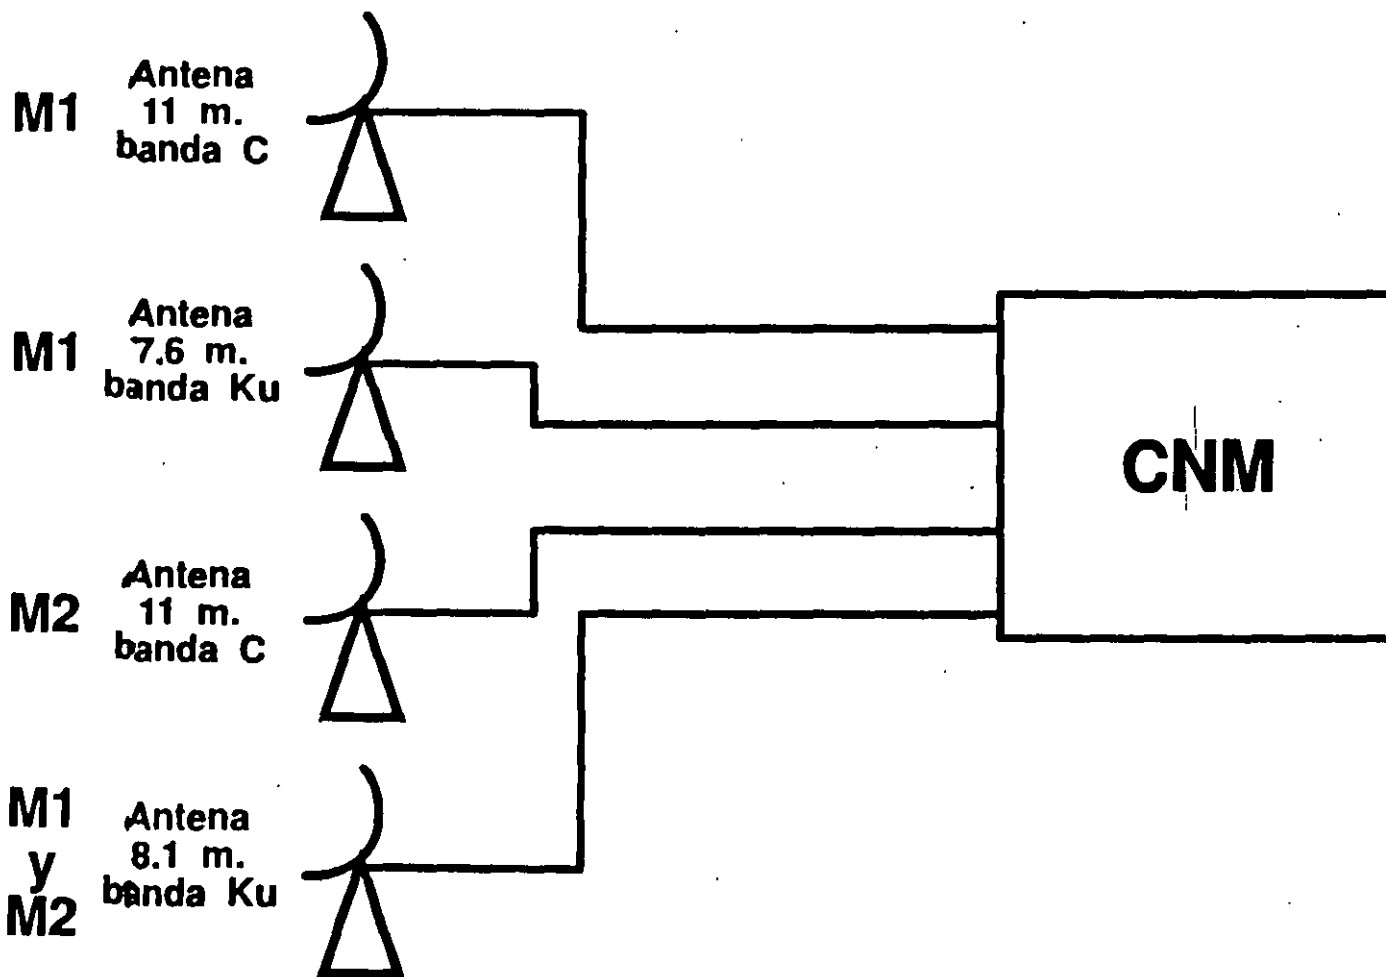 M1
Antena
11 m.
banda C
M1
Antena
7.6 m.
banda Ku
CNM
M2
Antena
11 m.
banda C
M1
y
M2
Antena
8.1 m.
banda Ku